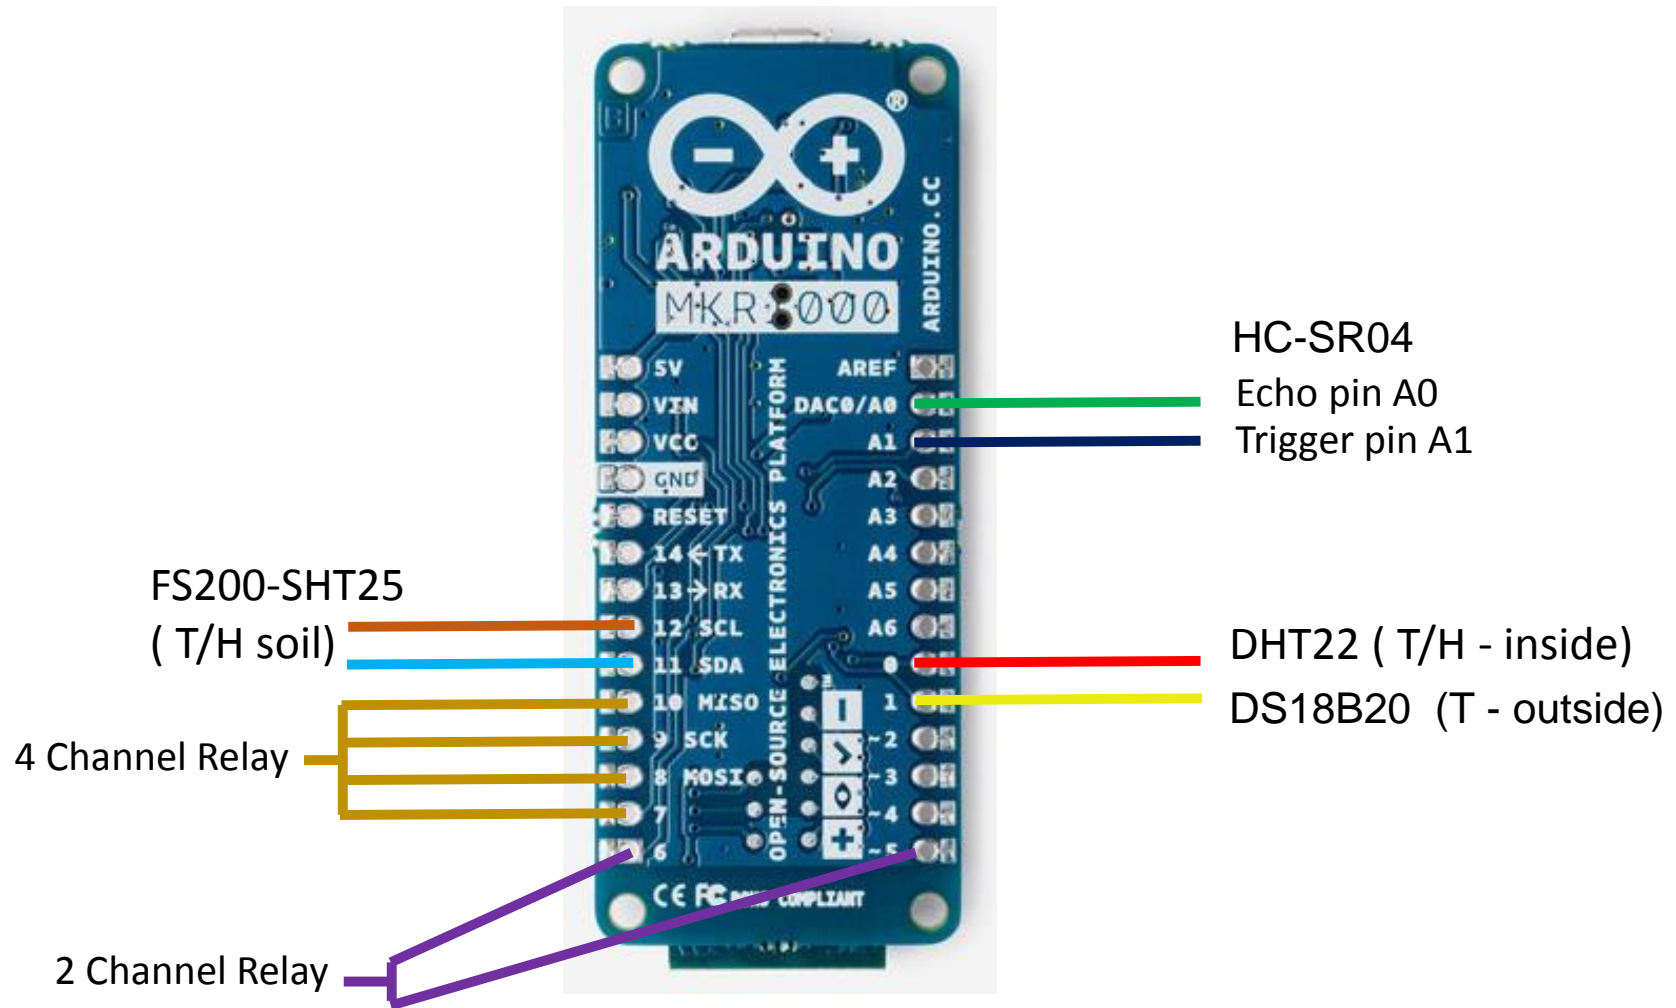 ®
ARDUINO
ARDUINO.CC
MKR1000
5V
VIN
VCC
GND
RESET
14←TX
13→RX
12 SCL
11 SDA
10 MISO
9 SCK
8 MOSI
7
6
OPEN-SOURCE ELECTRONICS PLATFORM
AREF
DAC0/A0
A1
A2
A3
A4
A5
A6
0
1
~2
~3
~4
~5
CE FC ROHS COMPLIANT
HC-SR04
Echo pin A0
Trigger pin A1
FS200-SHT25
( T/H soil)
DHT22 ( T/H - inside)
DS18B20 (T - outside)
4 Channel Relay
2 Channel Relay